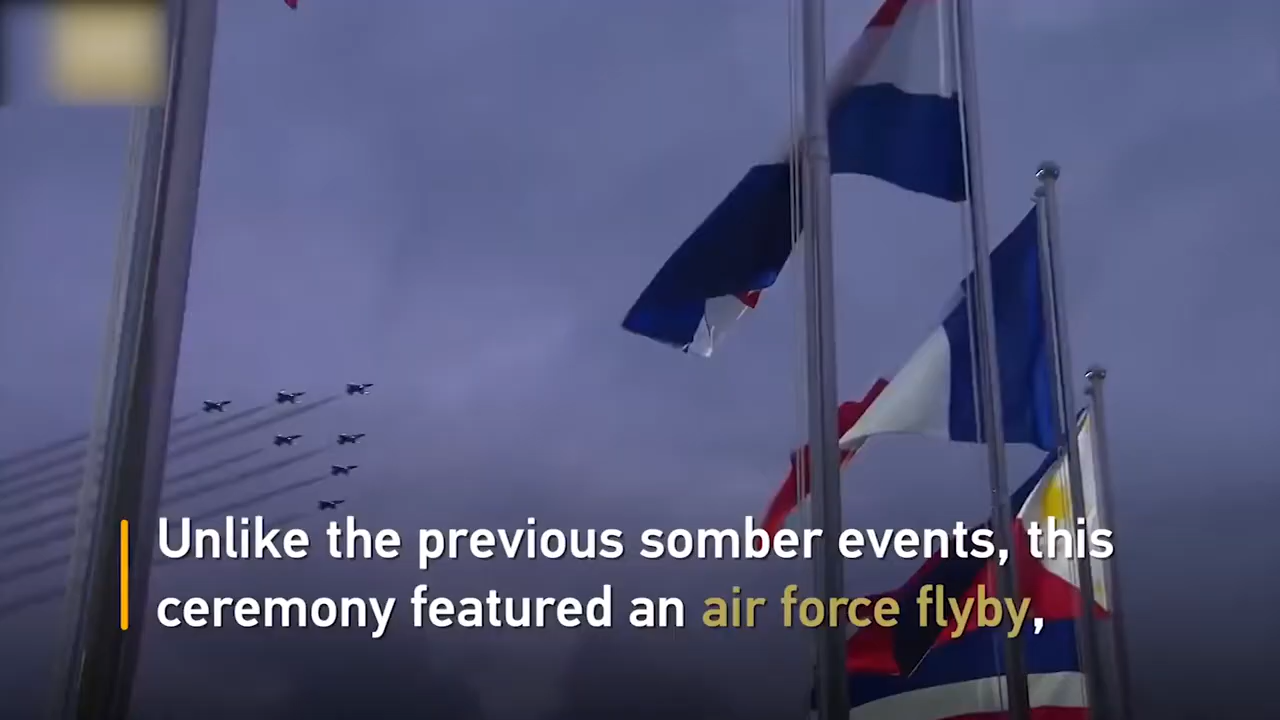 Unlike the previous somber events, this
ceremony featured an air force flyby,